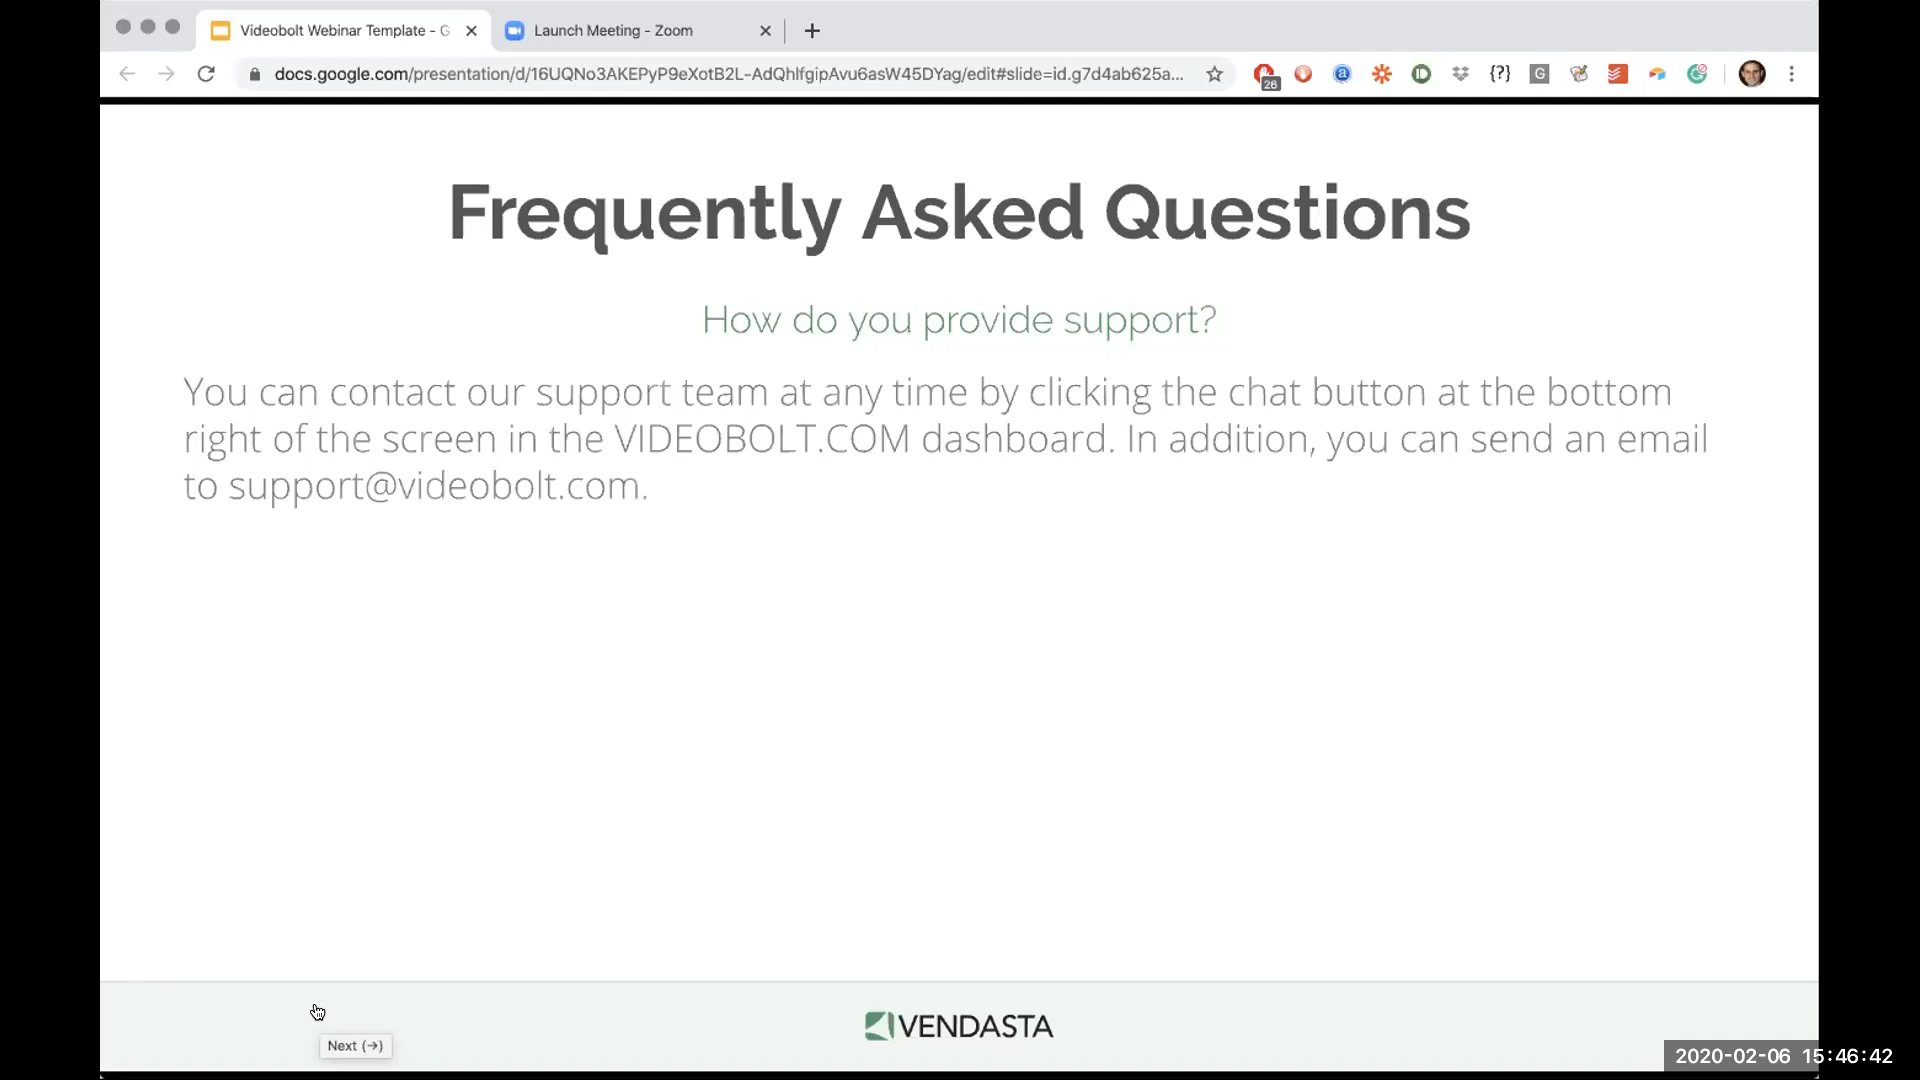 Videobolt Webinar Template - G
Launch Meeting - Zoom
docs.google.com/presentation/d/16UQNo3AKEPyP9eXotB2L-AdQhlfgipAvu6asW45DYag/edit#slide=id.g7d4ab625a...
26
{?}
G
Frequently Asked Questions
How do you provide support?
You can contact our support team at any time by clicking the chat button at the bottom
right of the screen in the VIDEOBOLT.COM dashboard. In addition, you can send an email
to support@videobolt.com.
VENDASTA
Next (→)
2020-02-06 15:46:42